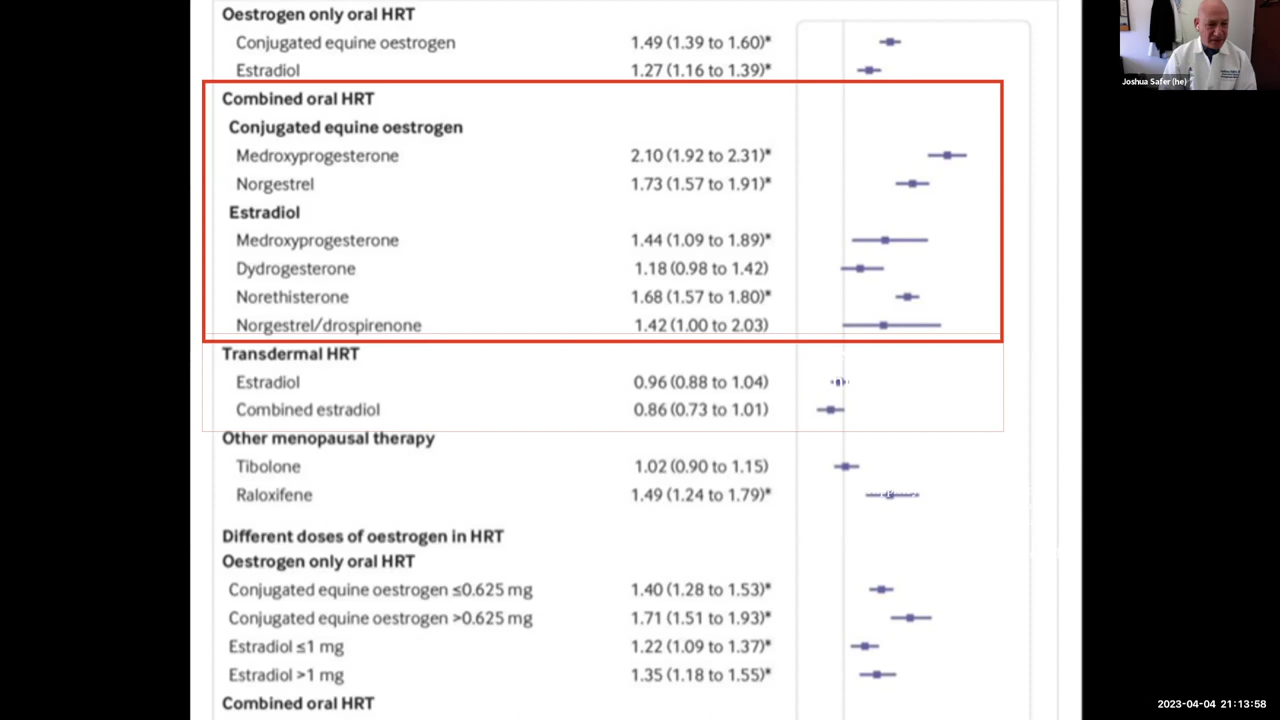 Oestrogen only oral HRT
Conjugated equine oestrogen 1.49 (1.39 to 1.60)*
Estradiol 1.27 (1.16 to 1.39)*
Combined oral HRT
Conjugated equine oestrogen
Medroxyprogesterone 2.10 (1.92 to 2.31)*
Norgestrel 1.73 (1.57 to 1.91)*
Estradiol
Medroxyprogesterone 1.44 (1.09 to 1.89)*
Dydrogesterone 1.18 (0.98 to 1.42)
Norethisterone 1.68 (1.57 to 1.80)*
Norgestrel/drospirenone 1.42 (1.00 to 2.03)
Transdermal HRT
Estradiol 0.96 (0.88 to 1.04)
Combined estradiol 0.86 (0.73 to 1.01)
Other menopausal therapy
Tibolone 1.02 (0.90 to 1.15)
Raloxifene 1.49 (1.24 to 1.79)*
Different doses of oestrogen in HRT
Oestrogen only oral HRT
Conjugated equine oestrogen ≤0.625 mg 1.40 (1.28 to 1.53)*
Conjugated equine oestrogen >0.625 mg 1.71 (1.51 to 1.93)*
Estradiol ≤1 mg 1.22 (1.09 to 1.37)*
Estradiol >1 mg 1.35 (1.18 to 1.55)*
Combined oral HRT
Joshua Safer (he)
2023-04-04 21:13:58